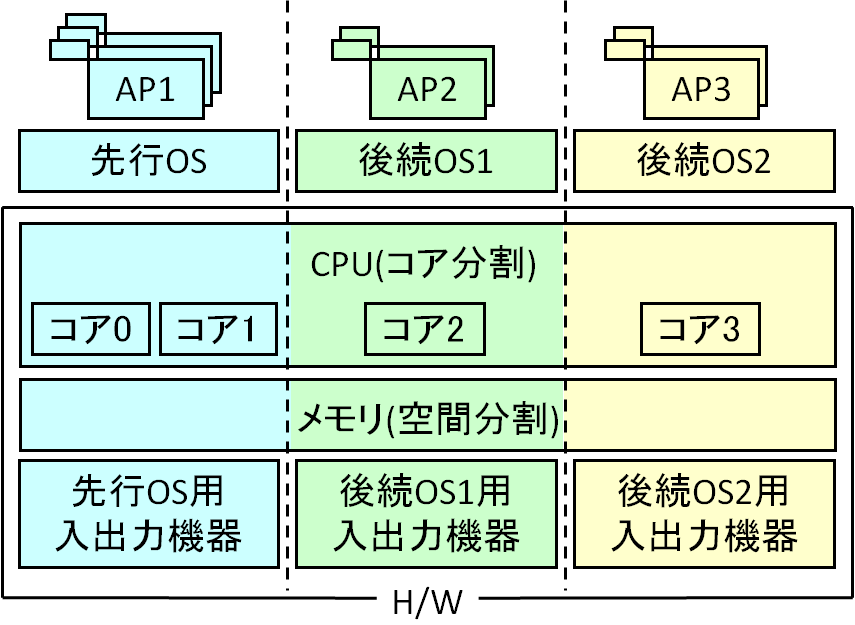 AP1
AP2
AP3
先行OS
後続OS1
後続OS2
CPU(コア分割)
コア0
コア1
コア2
コア3
メモリ(空間分割)
先行OS用
入出力機器
後続OS1用
入出力機器
後続OS2用
入出力機器
H/W